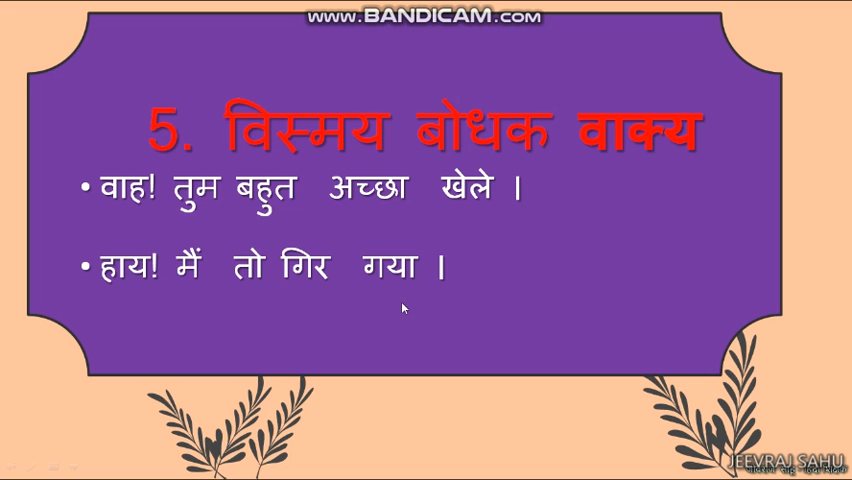 www.BANDICAM.com
5. विस्मय बोधक वाक्य
• वाह! तुम बहुत अच्छा खेले ।
• हाय! मैं तो गिर गया ।
JEEVRAJ SAHU